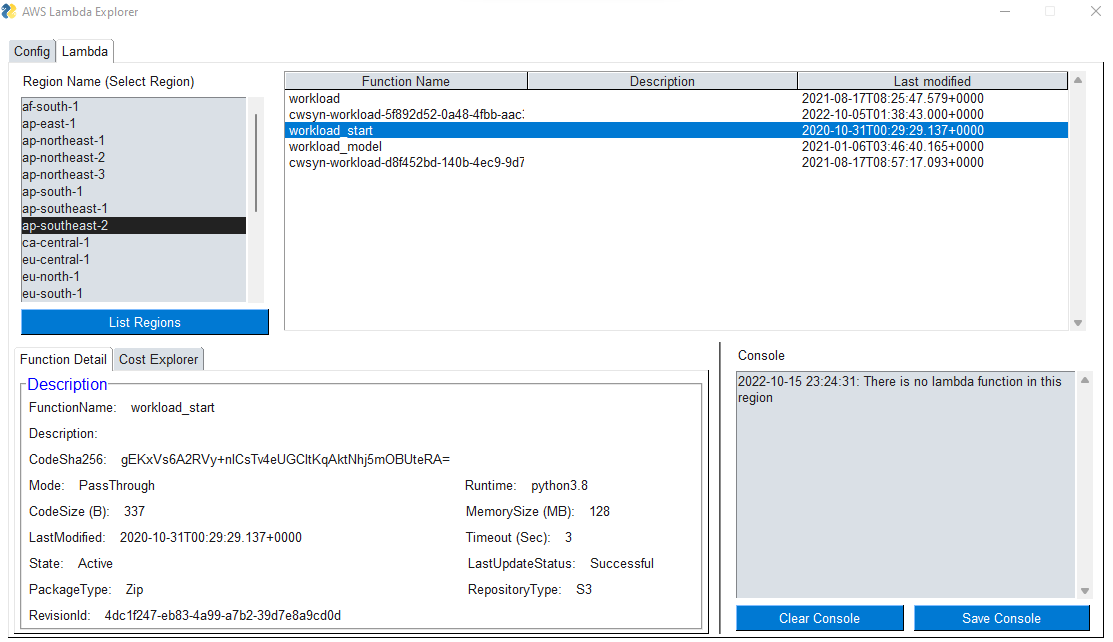 AWS Lambda Explorer
Config Lambda
Region Name (Select Region)
af-south-1
ap-east-1
ap-northeast-1
ap-northeast-2
ap-northeast-3
ap-south-1
ap-southeast-1
ap-southeast-2
ca-central-1
eu-central-1
eu-north-1
eu-south-1
List Regions
Function Name Description Last modified
workload 2021-08-17T08:25:47.579+0000
cwsyn-workload-5f892d52-0a48-4fbb-aac 2022-10-05T01:38:43.000+0000
workload_start 2020-10-31T00:29:29.137+0000
workload_model 2021-01-06T03:46:40.165+0000
cwsyn-workload-d8f452bd-140b-4ec9-9d7 2021-08-17T08:57:17.093+0000
Function Detail Cost Explorer
Description
FunctionName: workload_start
Description:
CodeSha256: gEKxVs6A2RVy+nlCsTv4eUGCltKqAktNhj5mOBUteRA=
Mode: PassThrough Runtime: python3.8
CodeSize (B): 337 MemorySize (MB): 128
LastModified: 2020-10-31T00:29:29.137+0000 Timeout (Sec): 3
State: Active LastUpdateStatus: Successful
PackageType: Zip RepositoryType: S3
RevisionId: 4dc1f247-eb83-4a99-a7b2-39d7e8a9cd0d
Console
2022-10-15 23:24:31: There is no lambda function in this
region
Clear Console Save Console